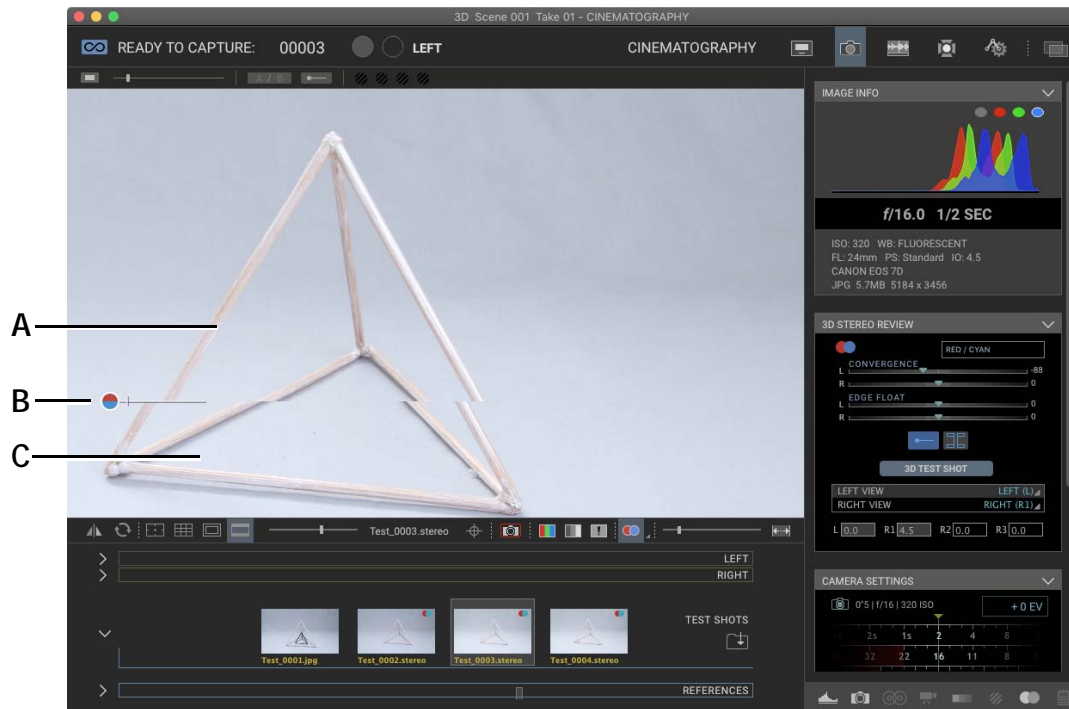 3D Scene 001 Take 01 - CINEMATOGRAPHY
READY TO CAPTURE: 00003 LEFT CINEMATOGRAPHY
A / B
IMAGE INFO
f/16.0 1/2 SEC
ISO: 320 WB: FLUORESCENT
FL: 24mm PS: Standard IO: 4.5
CANON EOS 7D
JPG 5.7MB 5184 x 3456
A
B
C
3D STEREO REVIEW
RED / CYAN
CONVERGENCE
L -88
R 0
EDGE FLOAT
L 0
R 0
3D TEST SHOT
LEFT VIEW LEFT (L)
RIGHT VIEW RIGHT (R1)
L 0.0 R1 4.5 R2 0.0 R3 0.0
Test_0003.stereo
LEFT
RIGHT
TEST SHOTS
Test_0001.jpg Test_0002.stereo Test_0003.stereo Test_0004.stereo
REFERENCES
CAMERA SETTINGS
0"5 | f/16 | 320 ISO + 0 EV
2s 1s 2 4 8
32 22 16 11 8